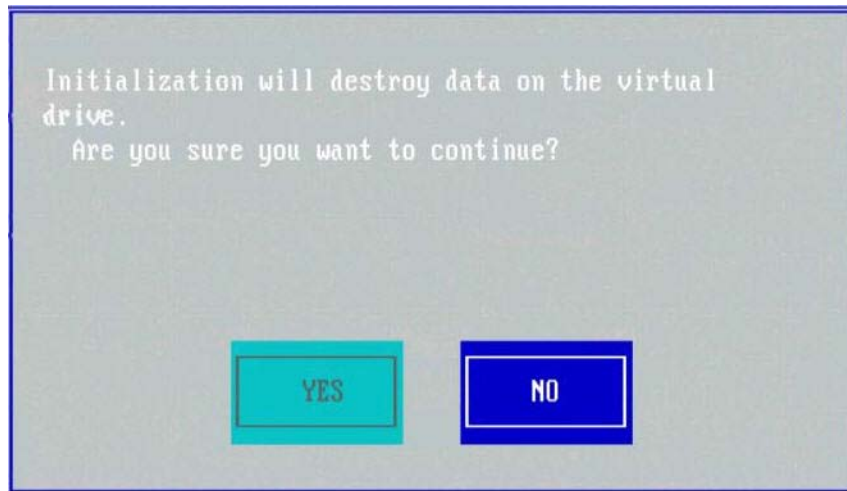 Initialization will destroy data on the virtual
drive.
Are you sure you want to continue?
YES
NO